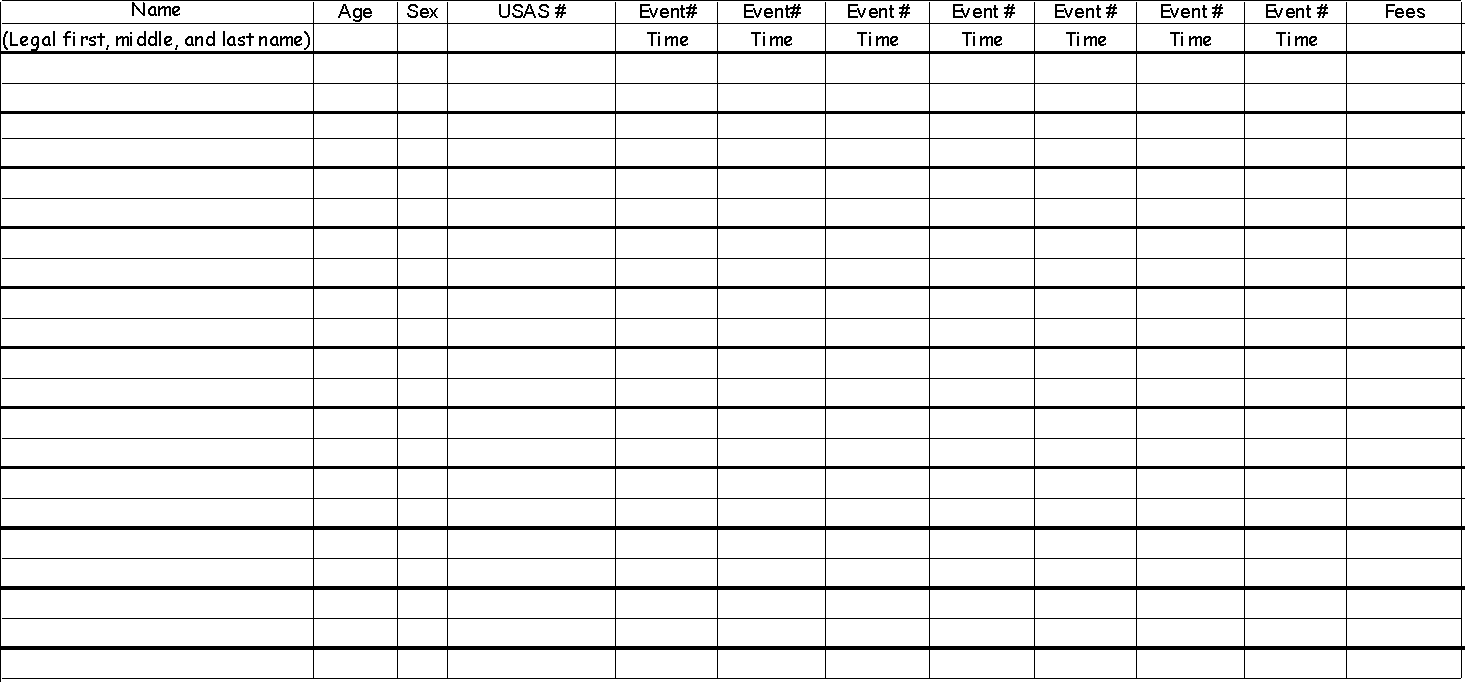 Name Age Sex USAS # Event# Event# Event # Event # Event # Event # Event # Fees
(Legal first, middle, and last name) Time Time Time Time Time Time Time